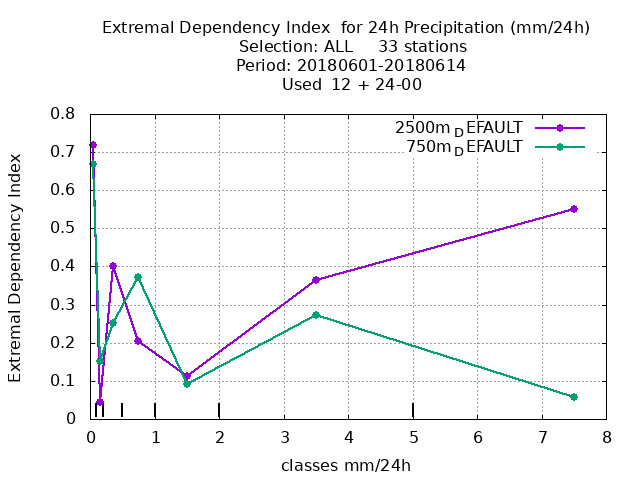 Extremal Dependency Index  for 24h Precipitation (mm/24h)
Selection: ALL     33 stations
Period: 20180601-20180614
Used  12 + 24-00
2500m_DEFAULT
750m_DEFAULT
0.8
0.7
0.6
0.5
0.4
0.3
0.2
0.1
0
Extremal Dependency Index
0 1 2 3 4 5 6 7 8
classes mm/24h